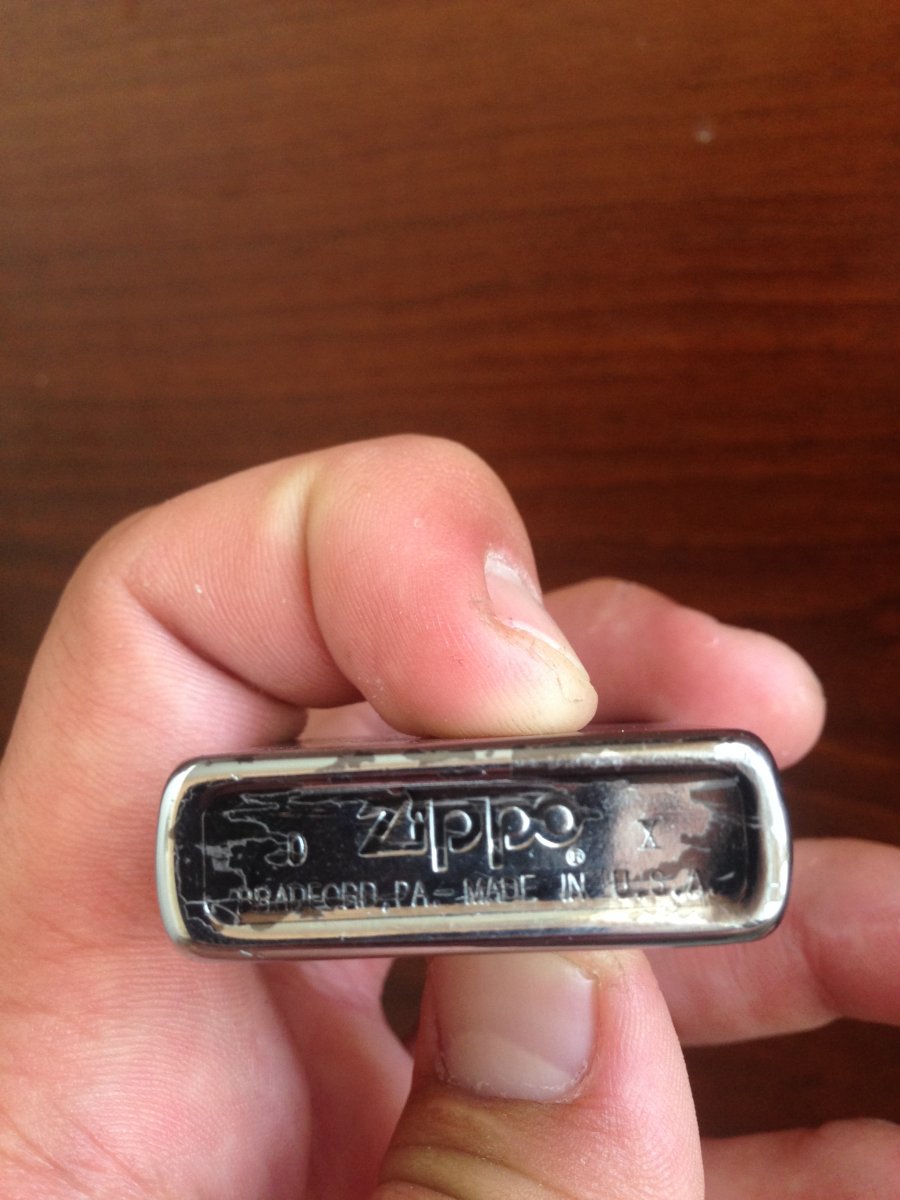 D Zippo ® X
BRADFORD,PA.-MADE IN U.S.A.